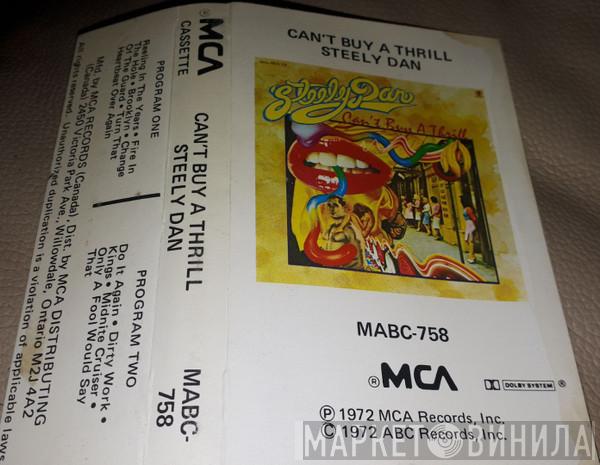 CAN'T BUY A THRILL
STEELY DAN
Steely Dan
Can't Buy A Thrill
MABC-758
® MCA
DOLBY SYSTEM ®
℗ 1972 MCA Records, Inc.
© 1972 ABC Records, Inc.
MCA
CASSETTE
CAN'T BUY A THRILL
STEELY DAN
MABC-
758
PROGRAM ONE
Reeling In The Years • Fire In
The Hole • Brooklyn • Change
Of The Guard • Turn That
Heartbeat Over Again
PROGRAM TWO
Do It Again • Dirty Work •
Kings • Midnite Cruiser •
Only A Fool Would Say
That
Mfd. by MCA RECORDS (Canada), Dist. by MCA DISTRIBUTING
(Canada) 2450 Victoria Park Ave., Willowdale, Ontario M2J 4A2
All rights reserved. Unauthorized duplication is a violation of applicable laws
МАРКЕТ ВИНИЛА